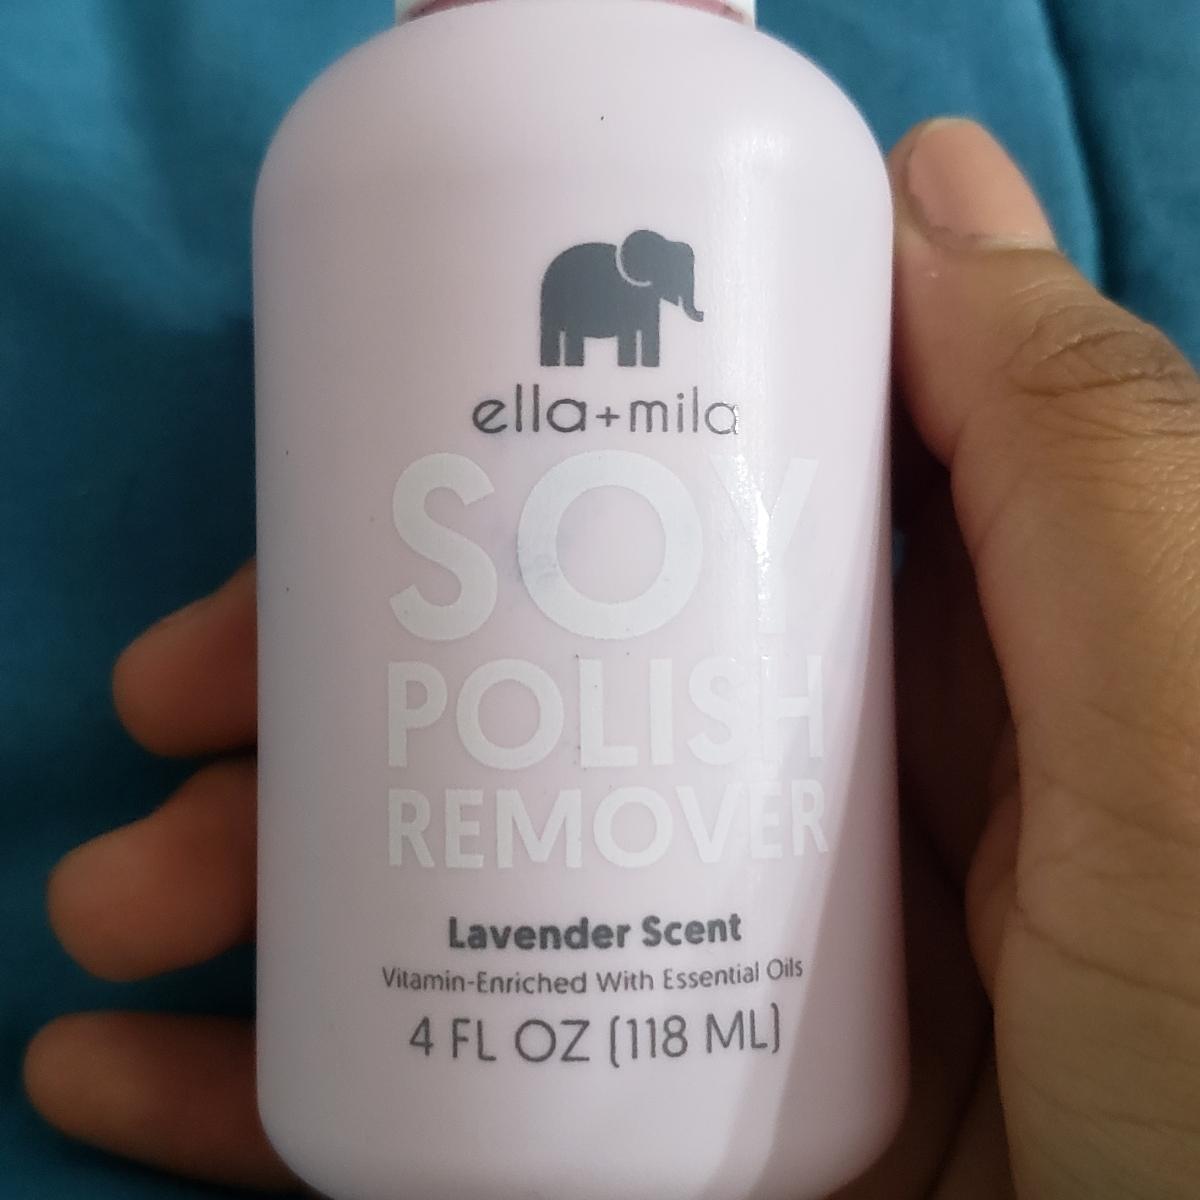 ella+mila
SOY
POLISH
REMOVER
Lavender Scent
Vitamin-Enriched With Essential Oils
4 FL OZ (118 ML)